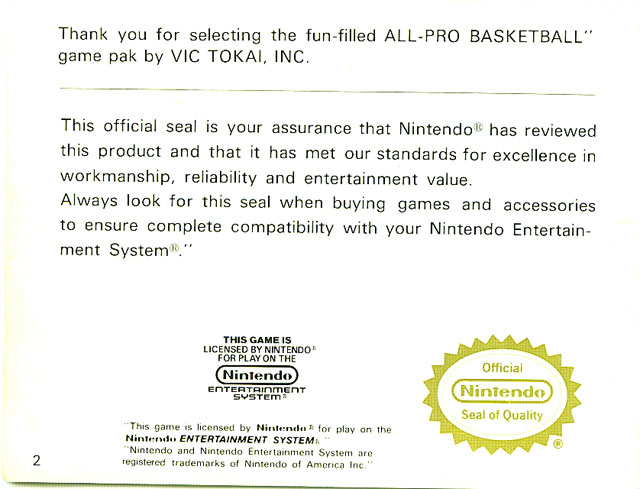 Thank you for selecting the fun-filled ALL-PRO BASKETBALL"
game pak by VIC TOKAI, INC.
This official seal is your assurance that Nintendo® has reviewed
this product and that it has met our standards for excellence in
workmanship, reliability and entertainment value.
Always look for this seal when buying games and accessories
to ensure complete compatibility with your Nintendo Entertain-
ment System®."
THIS GAME IS
LICENSED BY NINTENDO®
FOR PLAY ON THE
Nintendo
ENTERTAINMENT
SYSTEM®
"This game is licensed by Nintendo® for play on the
Nintendo ENTERTAINMENT SYSTEM®."
"Nintendo and Nintendo Entertainment System are
registered trademarks of Nintendo of America Inc."
Official
Nintendo
Seal of Quality
®
2